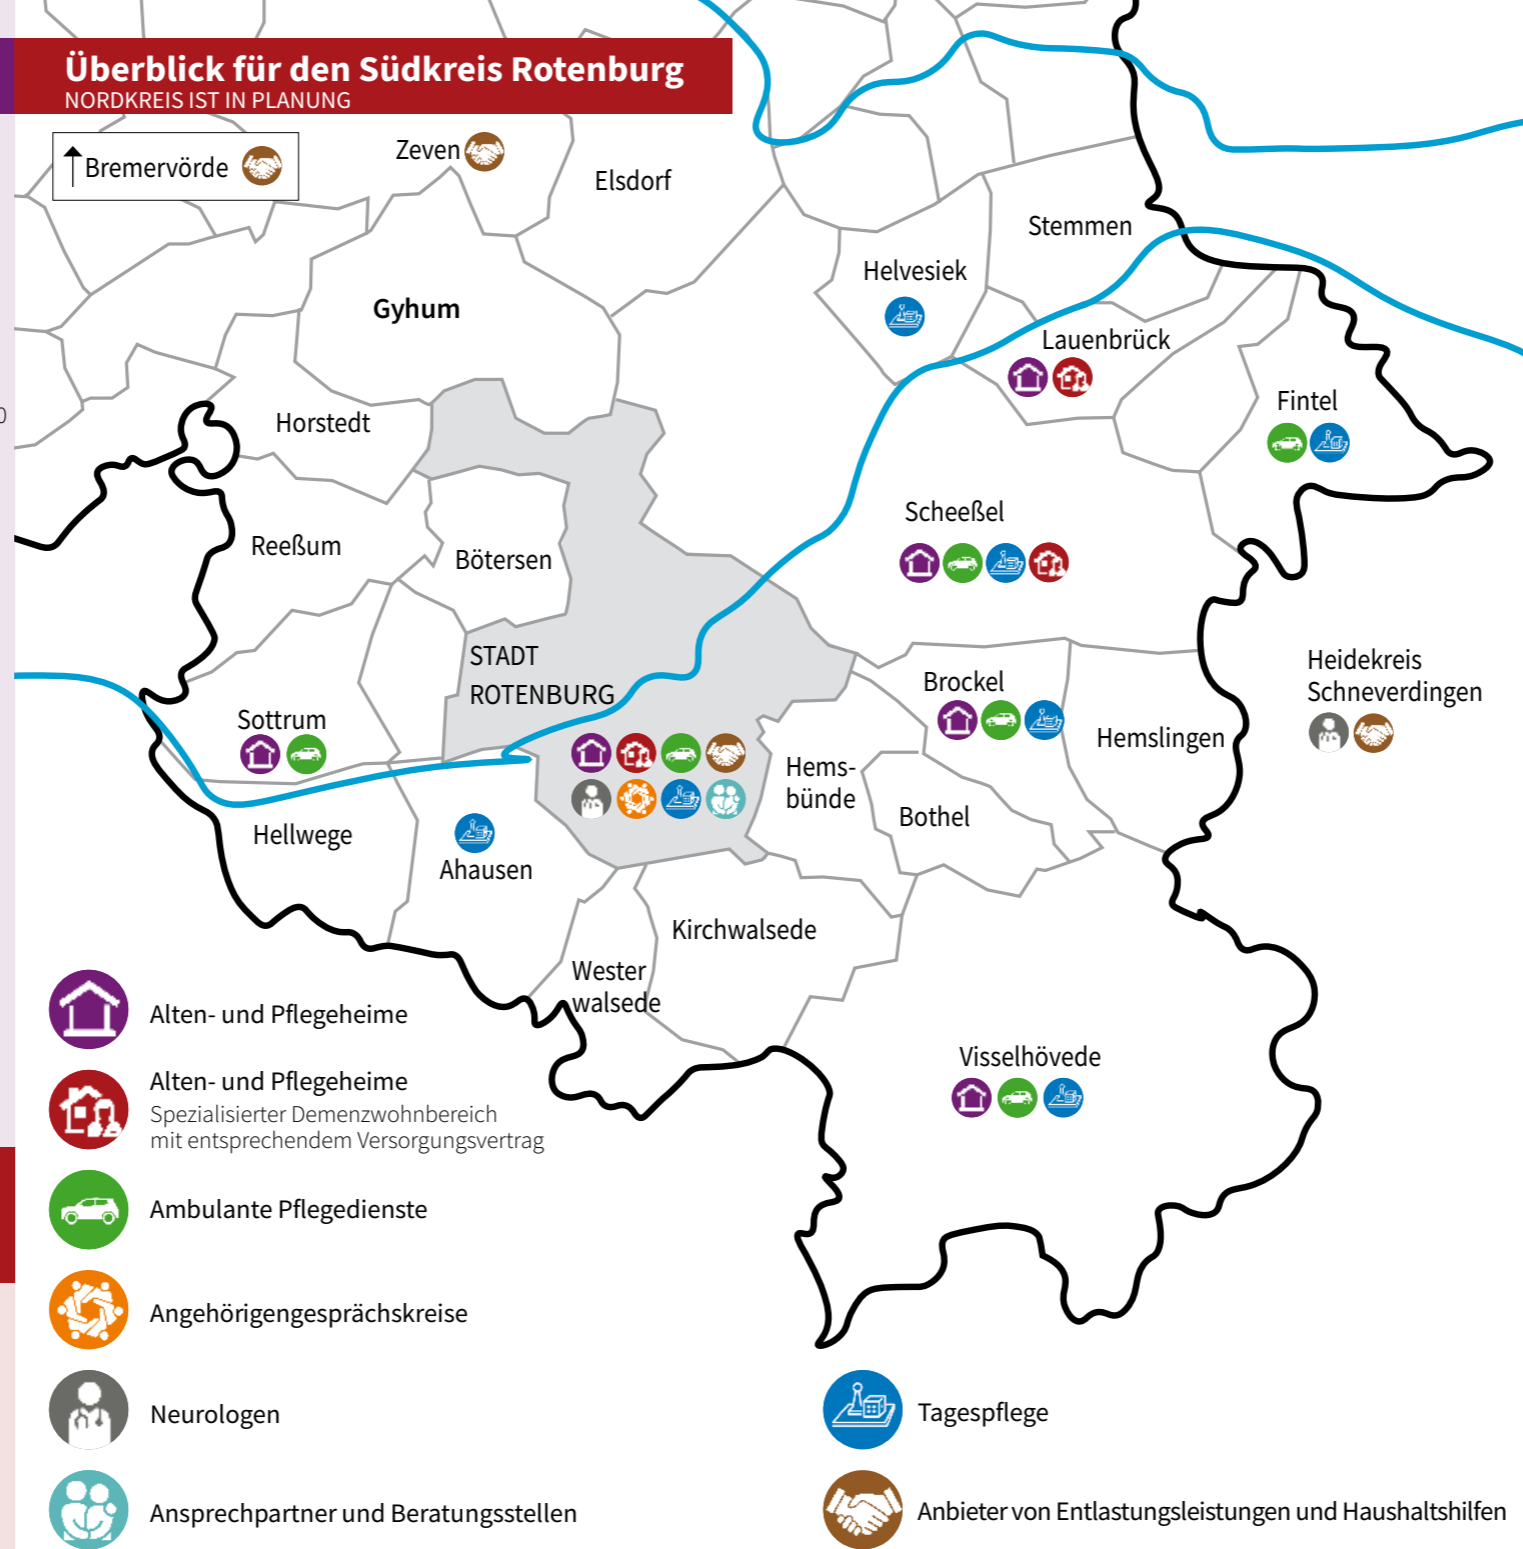 Überblick für den Südkreis Rotenburg
NORDKREIS IST IN PLANUNG
Bremervörde
Zeven
Elsdorf
Stemmen
Helvesiek
Gyhum
Lauenbrück
Fintel
0
Horstedt
Scheeßel
Reeßum
Bötersen
STADT
ROTENBURG
Heidekreis
Schneverdingen
Brockel
Sottrum
Hemslingen
Hems-
bünde
Bothel
Hellwege
Ahausen
Kirchwalsede
Wester
walsede
Visselhövede
Alten- und Pflegeheime
Alten- und Pflegeheime
Spezialisierter Demenzwohnbereich
mit entsprechendem Versorgungsvertrag
Ambulante Pflegedienste
Angehörigengesprächskreise
Neurologen
Tagespflege
Ansprechpartner und Beratungsstellen
Anbieter von Entlastungsleistungen und Haushaltshilfen